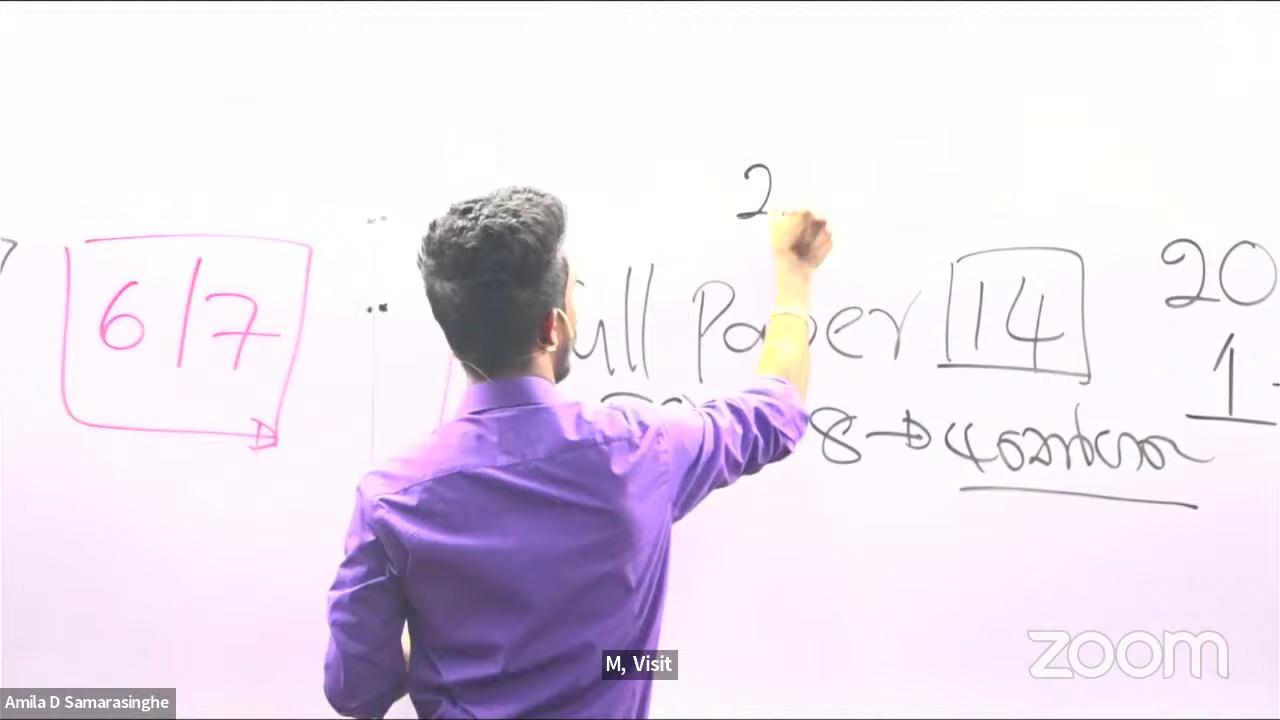 2
6/7
ull Paper 14
20
1
8 →
zoom
M, Visit
Amila D Samarasinghe